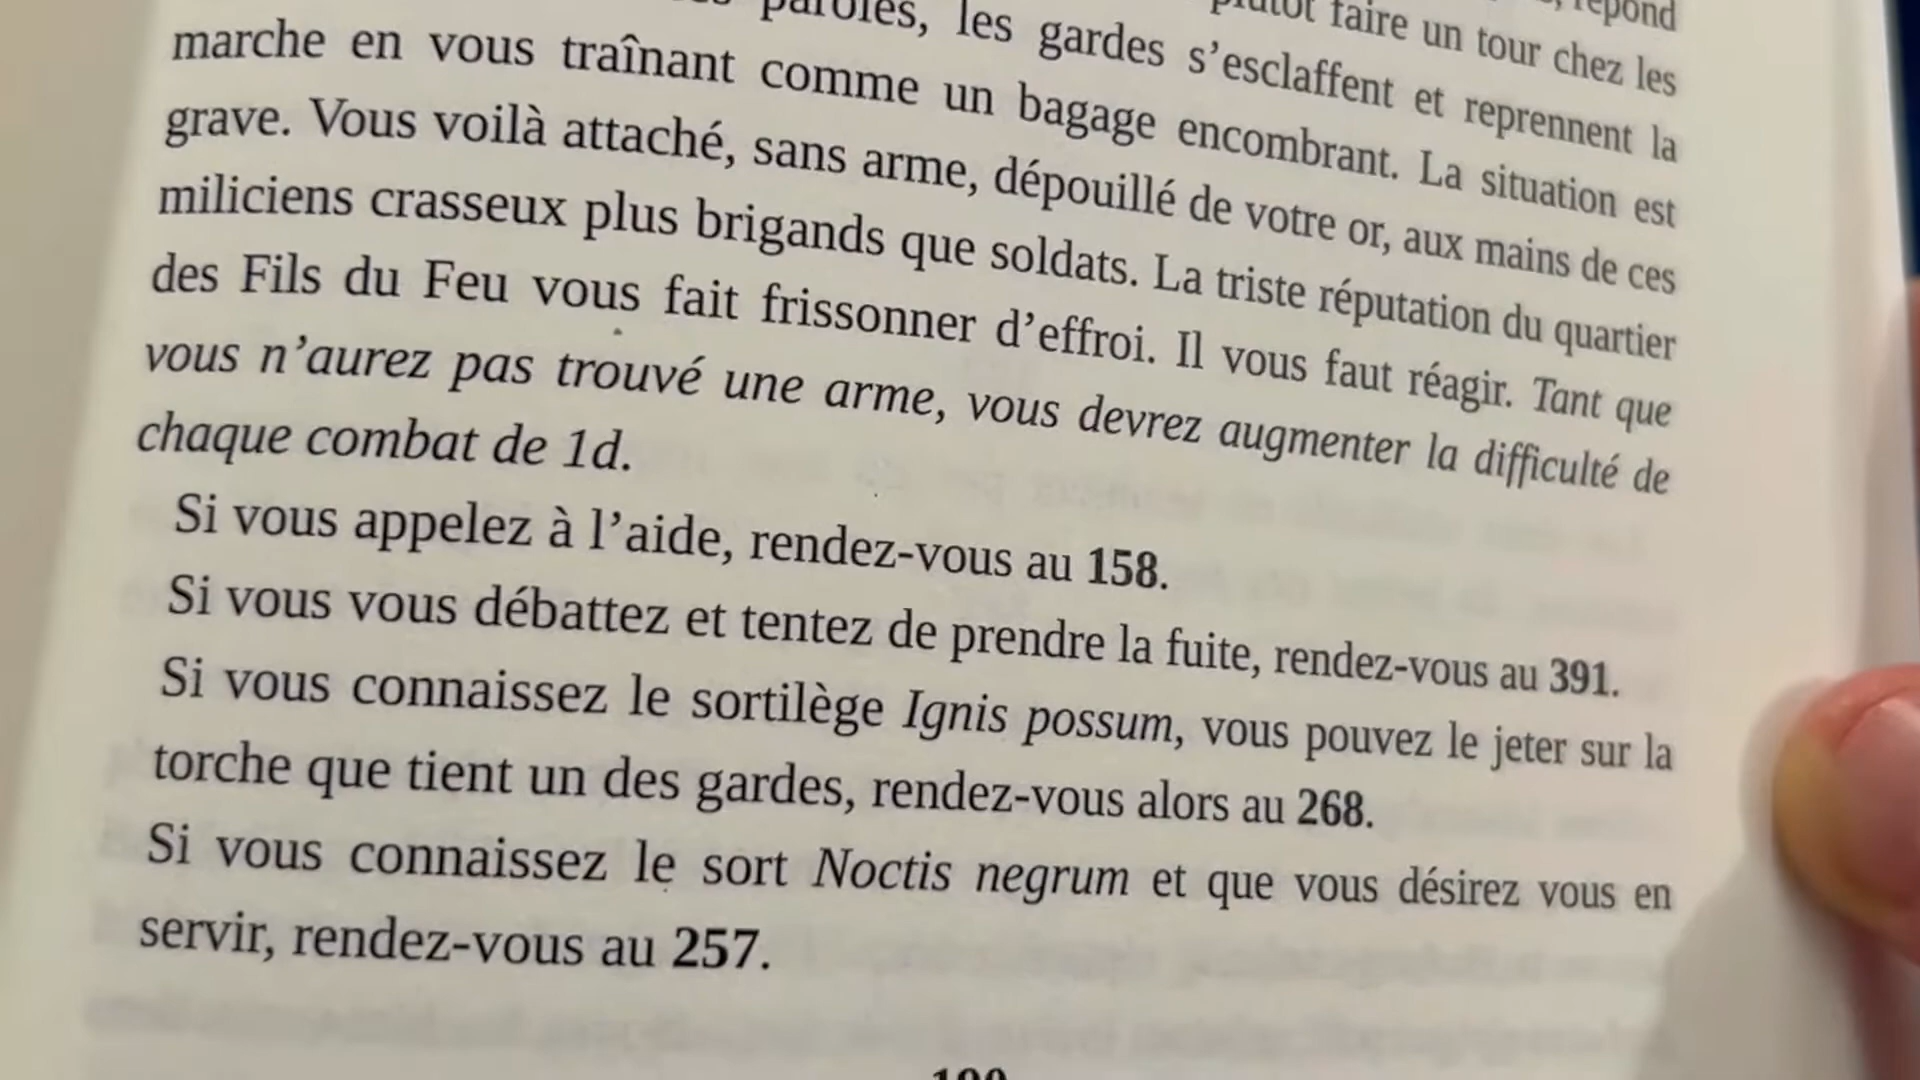 répond
paroles, les gardes s’esclaffent et reprennent la
plutôt faire un tour chez les
marche en vous traînant comme un bagage encombrant. La situation est
grave. Vous voilà attaché, sans arme, dépouillé de votre or, aux mains de ces
miliciens crasseux plus brigands que soldats. La triste réputation du quartier
des Fils du Feu vous fait frissonner d’effroi. Il vous faut réagir. Tant que
vous n’aurez pas trouvé une arme, vous devrez augmenter la difficulté de
chaque combat de 1d.
Si vous appelez à l’aide, rendez-vous au 158.
Si vous vous débattez et tentez de prendre la fuite, rendez-vous au 391.
Si vous connaissez le sortilège Ignis possum, vous pouvez le jeter sur la
torche que tient un des gardes, rendez-vous alors au 268.
Si vous connaissez le sort Noctis negrum et que vous désirez vous en
servir, rendez-vous au 257.